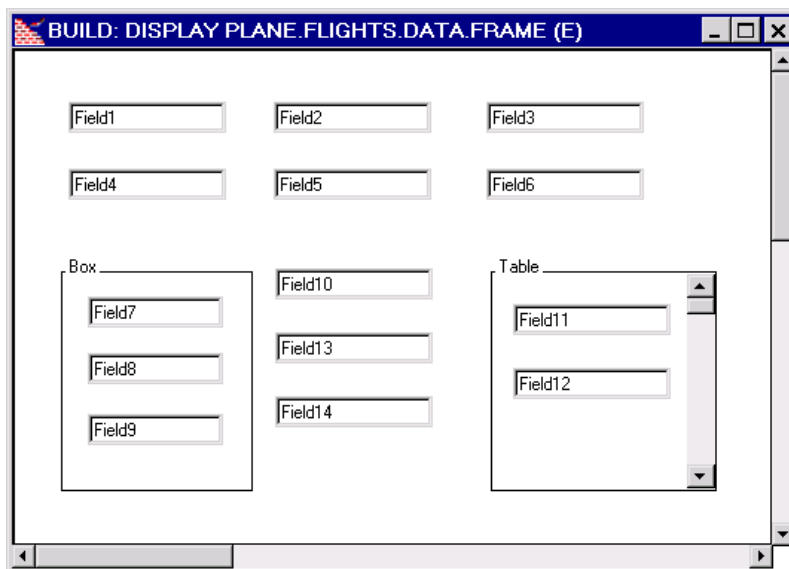 BUILD: DISPLAY PLANE.FLIGHTS.DATA.FRAME (E)
Field1 Field2 Field3
Field4 Field5 Field6
Box
Field7
Field8
Field9
Field10
Field13
Field14
Table
Field11
Field12